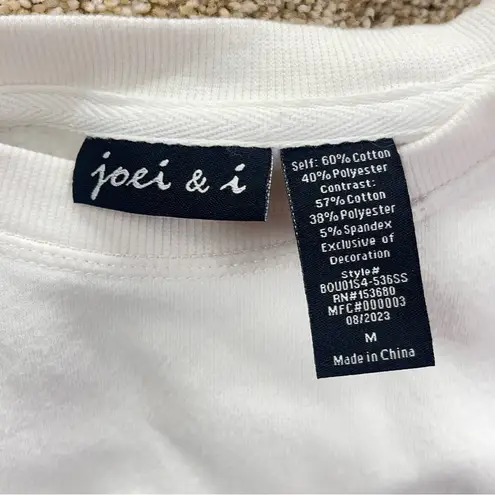 joei & i
Self: 60% Cotton
40% Polyester
Contrast:
57% Cotton
38% Polyester
5% Spandex
Exclusive of
Decoration
Style#
BOU01S4-536SS
RN#153680
MFC#000003
08/2023
M
Made in China